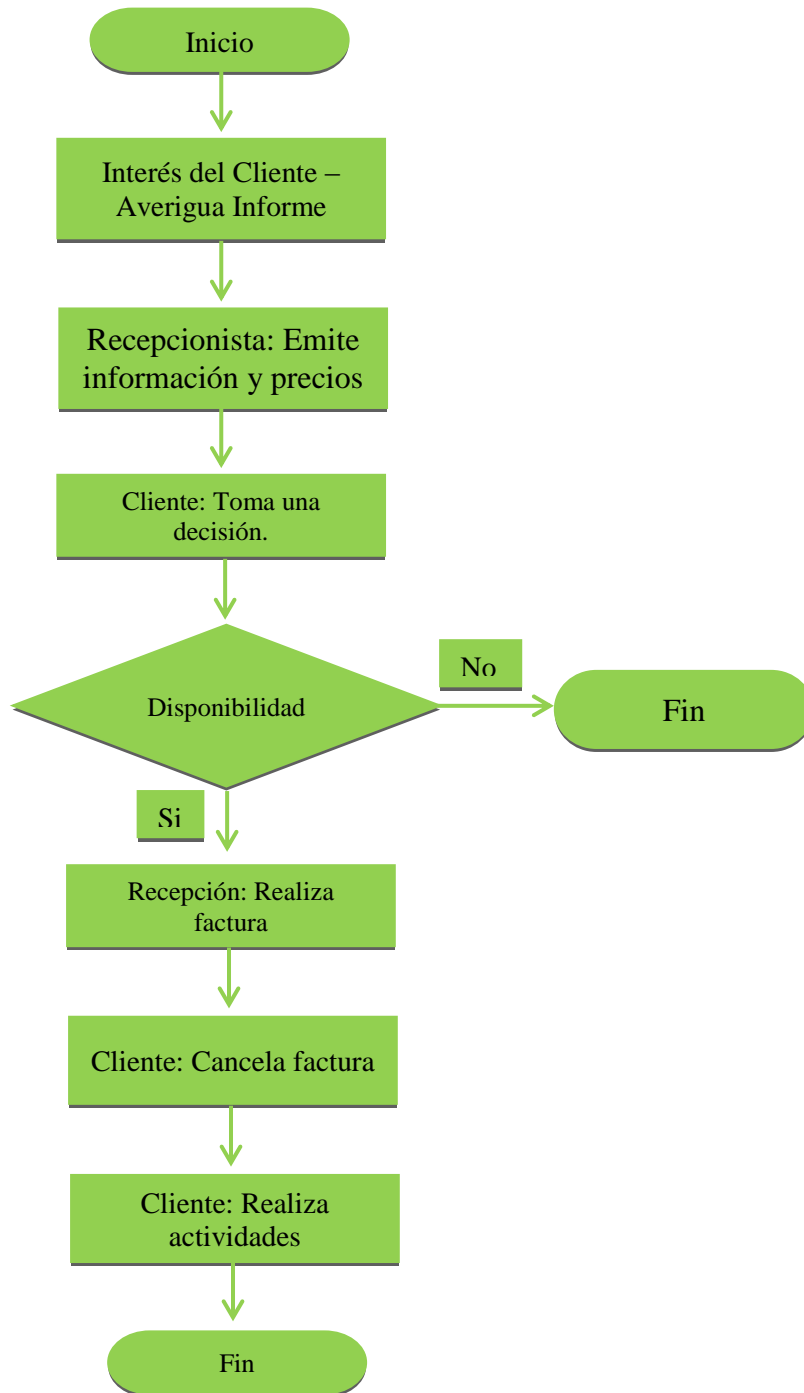 Inicio
Interés del Cliente –
Averigua Informe
Recepcionista: Emite
información y precios
Cliente: Toma una
decisión.
Disponibilidad
No
Fin
Si
Recepción: Realiza
factura
Cliente: Cancela factura
Cliente: Realiza
actividades
Fin